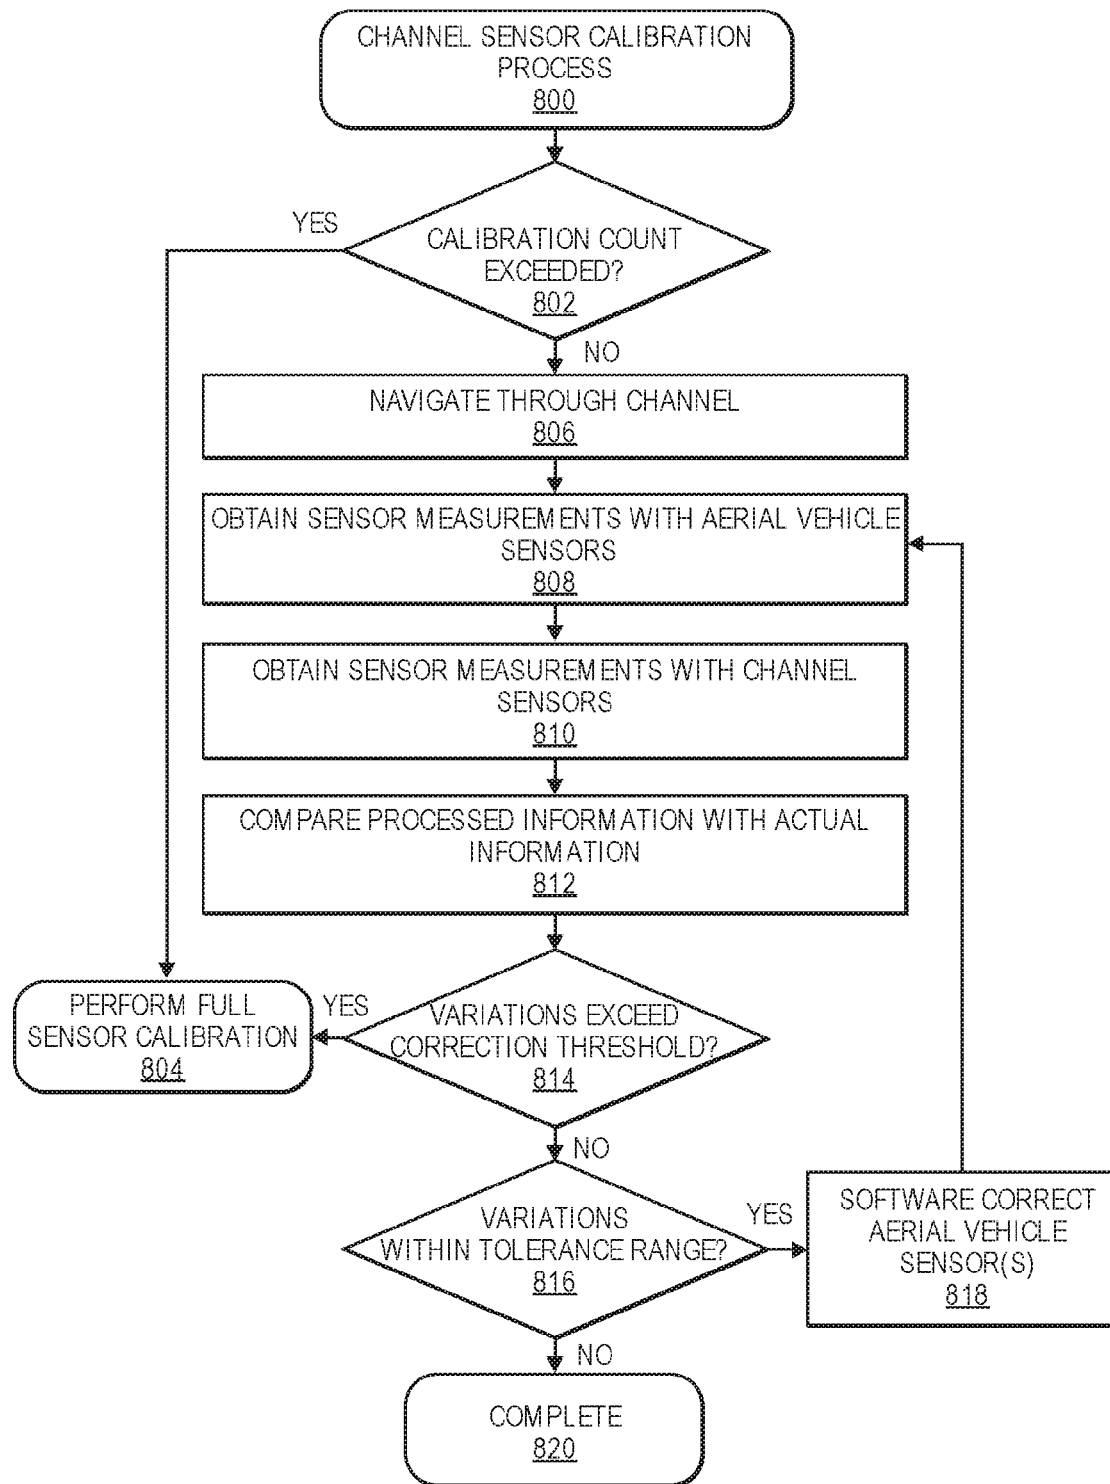 CHANNEL SENSOR CALIBRATION
PROCESS
800
YES
CALIBRATION COUNT
EXCEEDED?
802
NO
NAVIGATE THROUGH CHANNEL
806
OBTAIN SENSOR MEASUREMENTS WITH AERIAL VEHICLE
SENSORS
808
OBTAIN SENSOR MEASUREMENTS WITH CHANNEL
SENSORS
810
COMPARE PROCESSED INFORMATION WITH ACTUAL
INFORMATION
812
PERFORM FULL
SENSOR CALIBRATION
804
YES
VARIATIONS EXCEED
CORRECTION THRESHOLD?
814
NO
VARIATIONS
WITHIN TOLERANCE RANGE?
816
YES
SOFTWARE CORRECT
AERIAL VEHICLE
SENSOR(S)
818
NO
COMPLETE
820